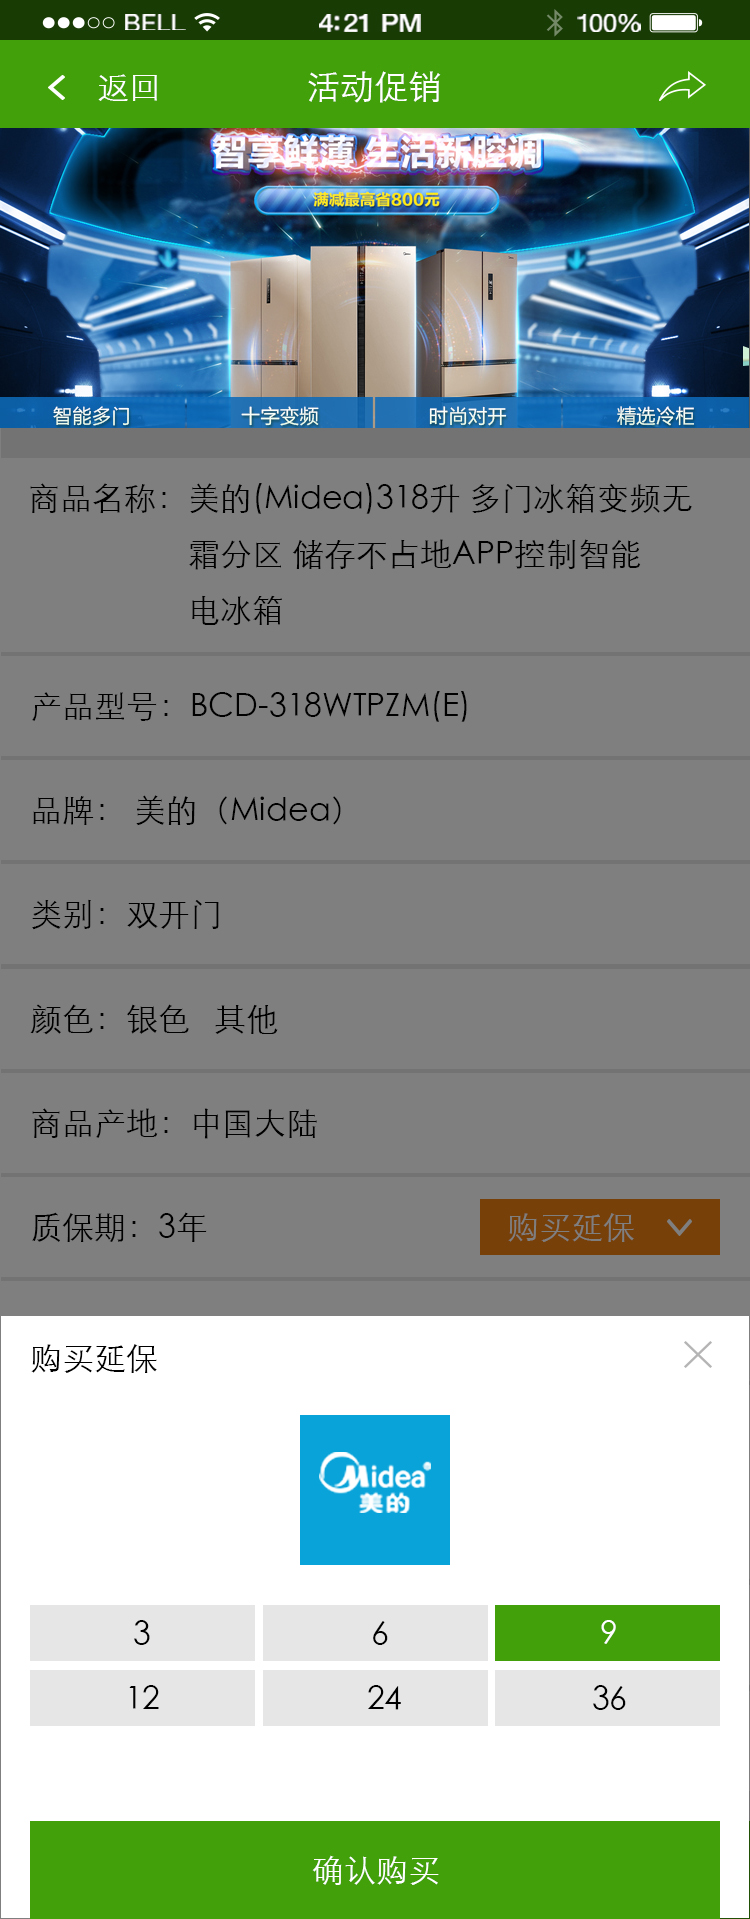 BELL 4:21 PM 100%
返回 活动促销
智享鲜薄 生活新腔调
满减最高省800元
智能多门 十字变频 时尚对开 精选冷柜
商品名称：美的(Midea)318升 多门冰箱变频无
霜分区 储存不占地APP控制智能
电冰箱
产品型号：BCD-318WTPZM(E)
品牌： 美的（Midea）
类别：双开门
颜色：银色 其他
商品产地：中国大陆
质保期：3年 购买延保
购买延保
Midea
美的
3 6 9
12 24 36
确认购买